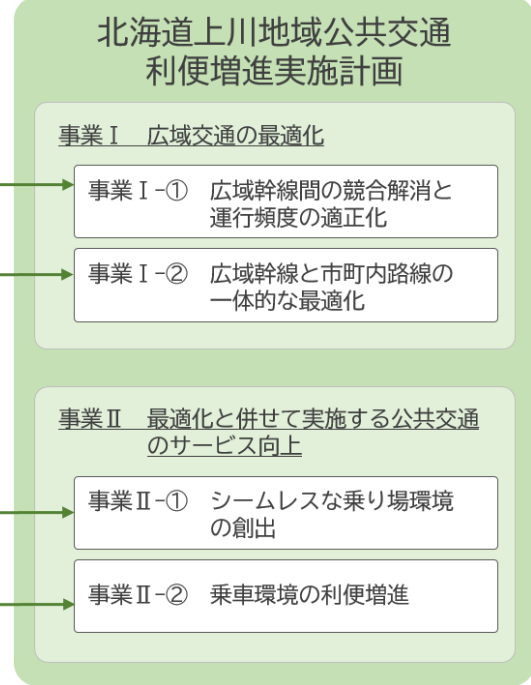 北海道上川地域公共交通
利便増進実施計画
事業Ⅰ 広域交通の最適化
事業Ⅰ-① 広域幹線間の競合解消と
運行頻度の適正化
事業Ⅰ-② 広域幹線と市町内路線の
一体的な最適化
事業Ⅱ 最適化と併せて実施する公共交通
のサービス向上
事業Ⅱ-① シームレスな乗り場環境
の創出
事業Ⅱ-② 乗車環境の利便増進